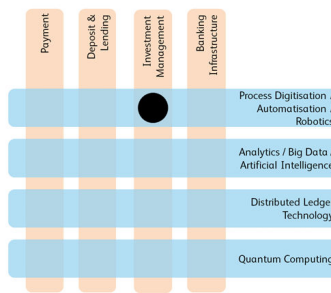 Payment
Deposit &
Lending
Investment
Management
Banking
Infrastructure
Process Digitisation /
Automatisation /
Robotics
Analytics / Big Data /
Artificial Intelligence
Distributed Ledger
Technology
Quantum Computing